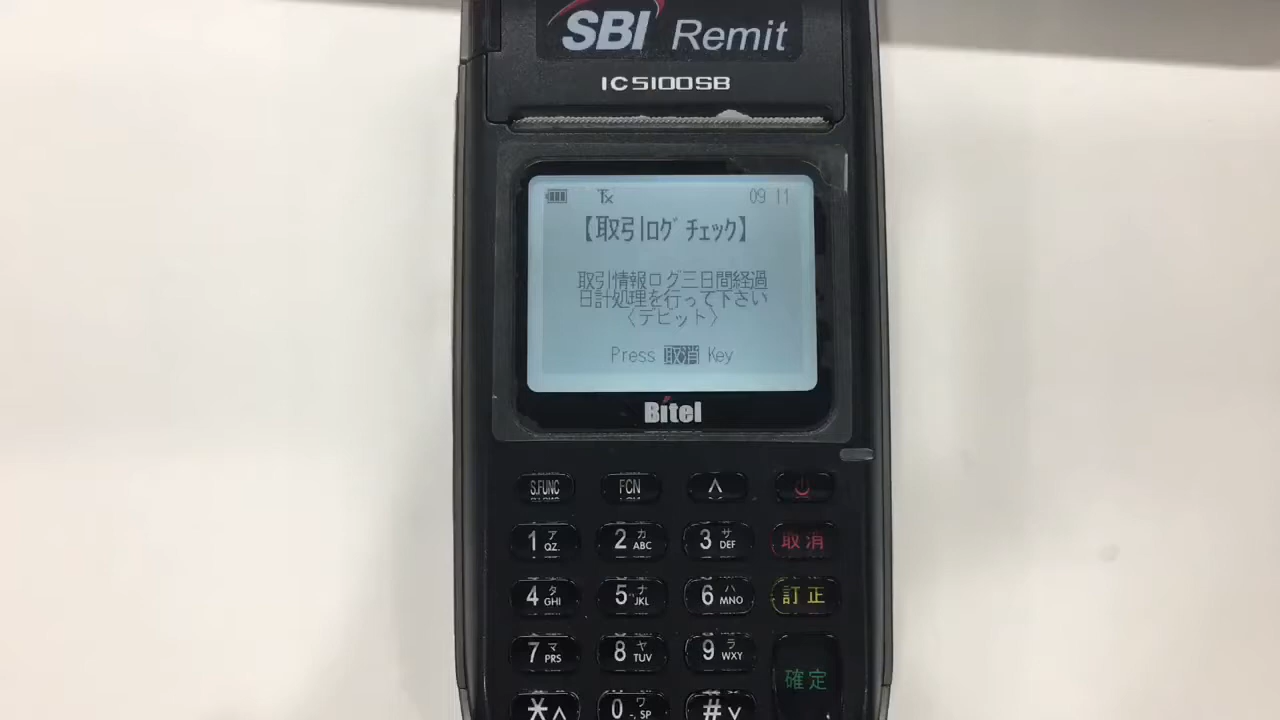 SBI Remit
IC5100SB
Tx 09 11
【取引ログチェック】
取引情報ログ三日間経過
日計処理を行って下さい
〈デビット〉
Press 取消 Key
Bitel
S.FUNC FCN ∧
1 ア QZ. 2 カ ABC 3 サ DEF 取消
4 タ GHI 5 ナ JKL 6 ハ MNO 訂正
7 マ PRS 8 ヤ TUV 9 ラ WXY
確定
* ∧ 0 ワ -. SP # ∨